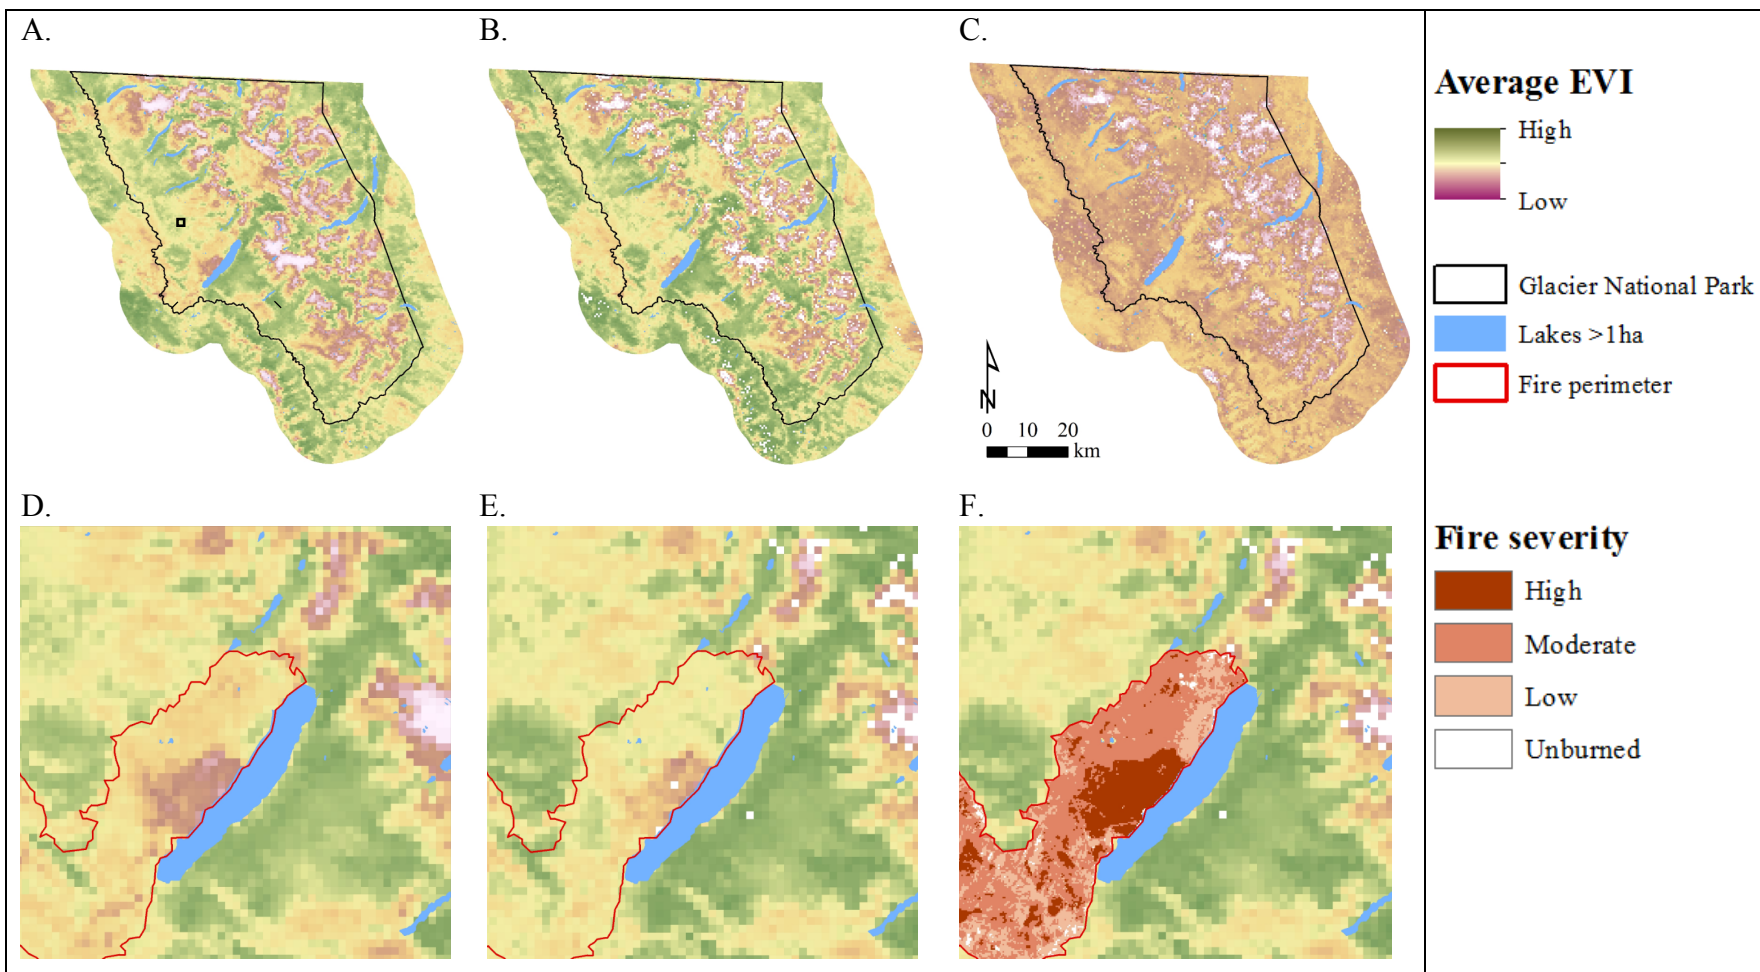 A.
B.
C.
Average EVI
High
Low
Glacier National Park
Lakes >1ha
Fire perimeter
N
0 10 20
km
D.
E.
F.
Fire severity
High
Moderate
Low
Unburned